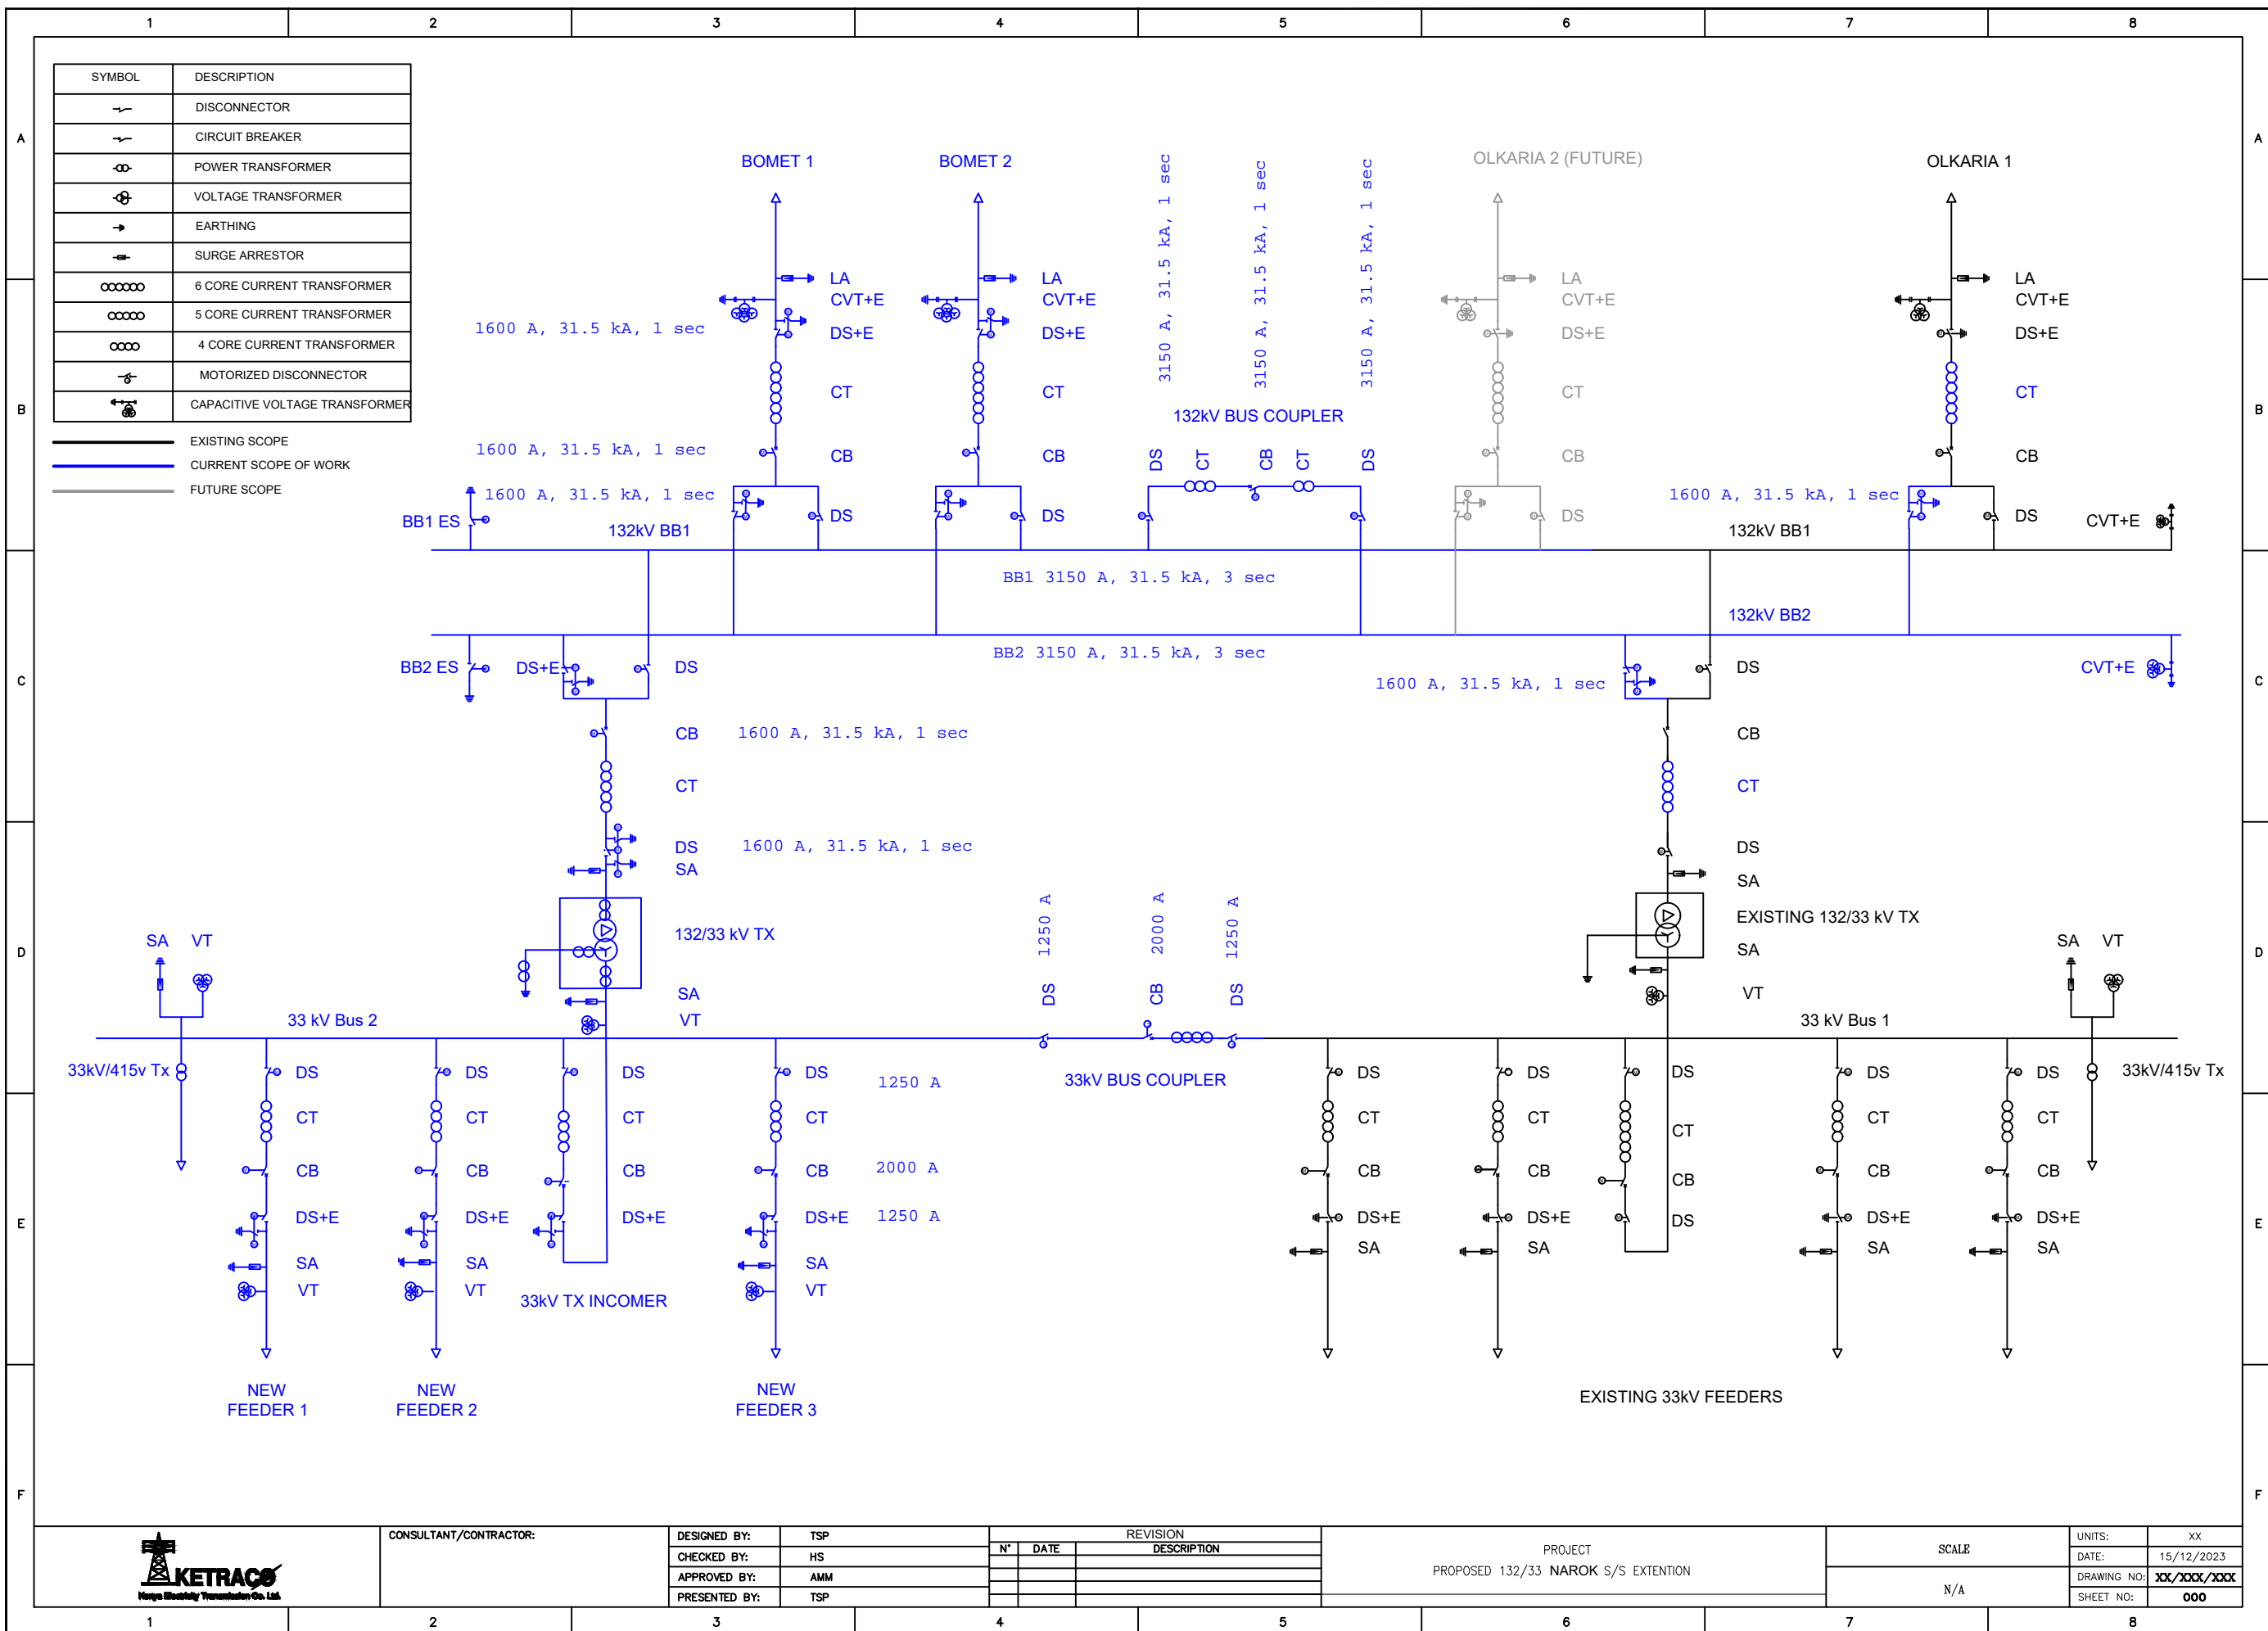 1 2 3 4 5 6 7 8
SYMBOL DESCRIPTION
DISCONNECTOR
CIRCUIT BREAKER
POWER TRANSFORMER
VOLTAGE TRANSFORMER
EARTHING
SURGE ARRESTOR
6 CORE CURRENT TRANSFORMER
5 CORE CURRENT TRANSFORMER
4 CORE CURRENT TRANSFORMER
MOTORIZED DISCONNECTOR
CAPACITIVE VOLTAGE TRANSFORMER
EXISTING SCOPE
CURRENT SCOPE OF WORK
FUTURE SCOPE
A A
B B
C C
D D
E E
F F
BOMET 1
LA
CVT+E
1600 A, 31.5 kA, 1 sec
DS+E
CT
1600 A, 31.5 kA, 1 sec
CB
1600 A, 31.5 kA, 1 sec
DS
BB1 ES
132kV BB1
BOMET 2
LA
CVT+E
DS+E
CT
CB
DS
3150 A, 31.5 kA, 1 sec
3150 A, 31.5 kA, 1 sec
3150 A, 31.5 kA, 1 sec
132kV BUS COUPLER
DS
CT
CB
CT
DS
OLKARIA 2 (FUTURE)
LA
CVT+E
DS+E
CT
CB
DS
OLKARIA 1
LA
CVT+E
DS+E
CT
CB
1600 A, 31.5 kA, 1 sec
DS
CVT+E
132kV BB1
BB1 3150 A, 31.5 kA, 3 sec
132kV BB2
BB2 3150 A, 31.5 kA, 3 sec
BB2 ES
DS+E
DS
CB 1600 A, 31.5 kA, 1 sec
CT
DS 1600 A, 31.5 kA, 1 sec
SA
132/33 kV TX
SA
VT
1600 A, 31.5 kA, 1 sec
DS
CVT+E
CB
CT
DS
SA
EXISTING 132/33 kV TX
SA
VT
SA VT
33 kV Bus 2
33kV/415v Tx
1250 A
2000 A
1250 A
DS
CB
DS
33kV BUS COUPLER
SA VT
33 kV Bus 1
33kV/415v Tx
DS
CT
CB
DS+E
SA
VT
NEW
FEEDER 1
DS
CT
CB
DS+E
SA
VT
NEW
FEEDER 2
DS
CT
CB
DS+E
33kV TX INCOMER
DS 1250 A
CT
CB 2000 A
DS+E 1250 A
SA
VT
NEW
FEEDER 3
DS
CT
CB
DS+E
SA
DS
CT
CB
DS+E
SA
DS
CT
CB
DS
DS
CT
CB
DS+E
SA
DS
CT
CB
DS+E
SA
EXISTING 33kV FEEDERS
KETRACO
Kenya Electricity Transmission Co. Ltd.
CONSULTANT/CONTRACTOR:
DESIGNED BY: TSP
CHECKED BY: HS
APPROVED BY: AMM
PRESENTED BY: TSP
REVISION
N° DATE DESCRIPTION
PROJECT
PROPOSED 132/33 NAROK S/S EXTENTION
SCALE
N/A
UNITS: XX
DATE: 15/12/2023
DRAWING NO: XX/XXX/XXX
SHEET NO: 000
1 2 3 4 5 6 7 8